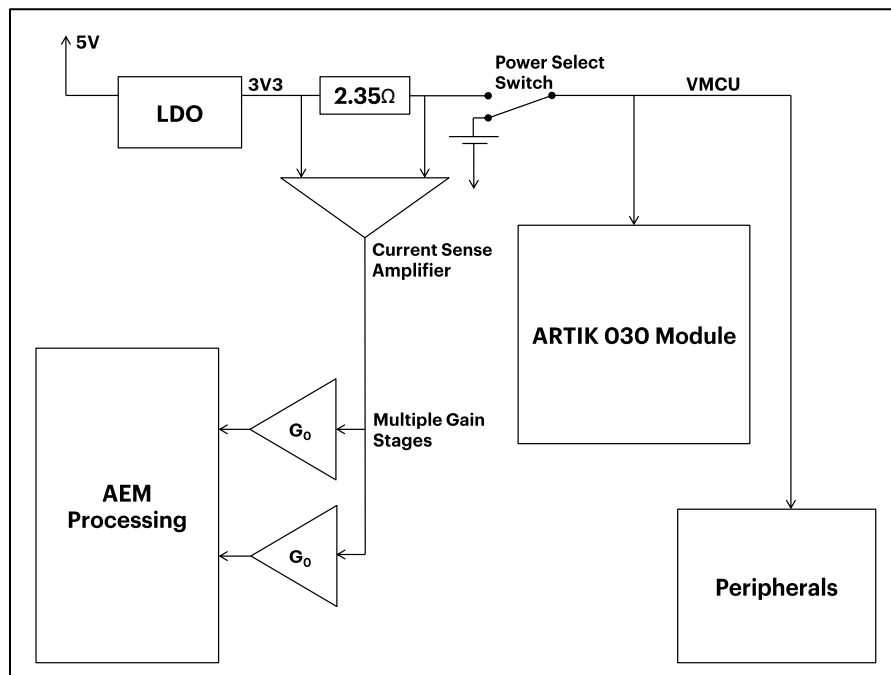 5V
LDO
3V3
2.35Ω
Power Select
Switch
VMCU
Current Sense
Amplifier
ARTIK 030 Module
Multiple Gain
Stages
G₀
G₀
AEM
Processing
Peripherals